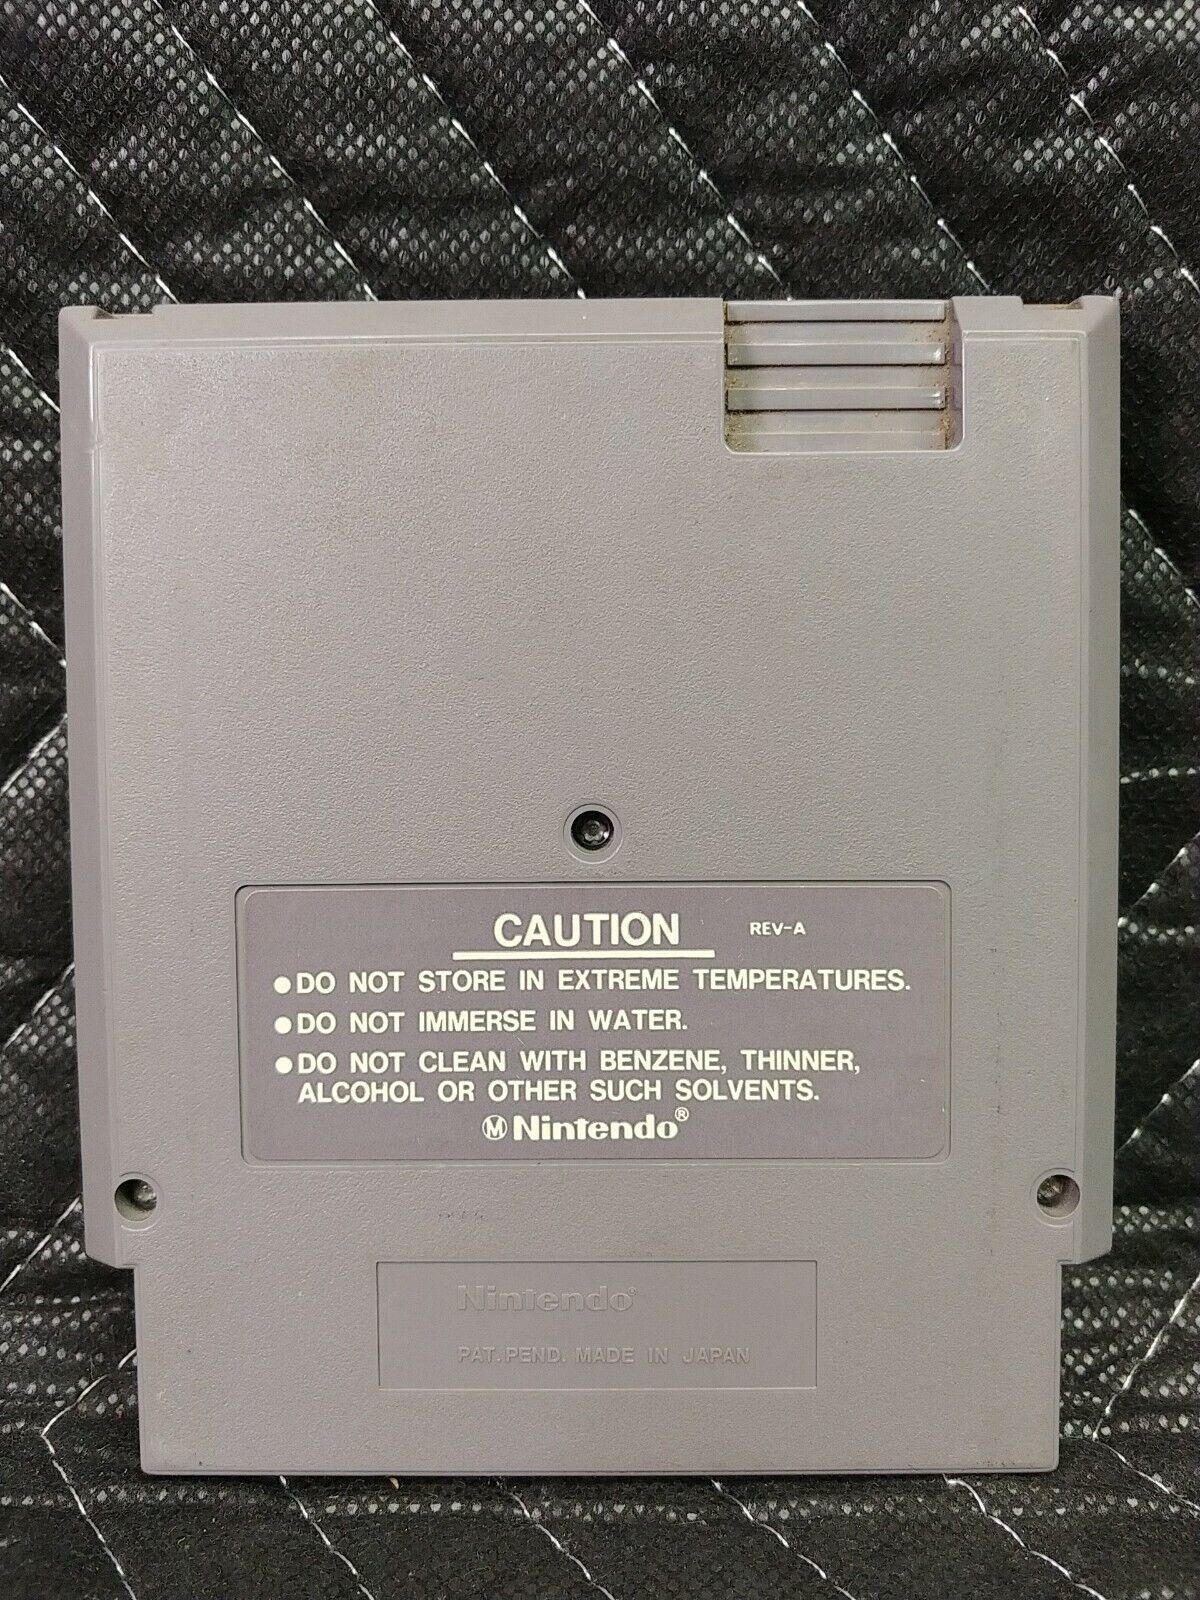 CAUTION REV-A
●DO NOT STORE IN EXTREME TEMPERATURES.
●DO NOT IMMERSE IN WATER.
●DO NOT CLEAN WITH BENZENE, THINNER,
ALCOHOL OR OTHER SUCH SOLVENTS.
Ⓜ Nintendo®
Nintendo®
PAT. PEND. MADE IN JAPAN